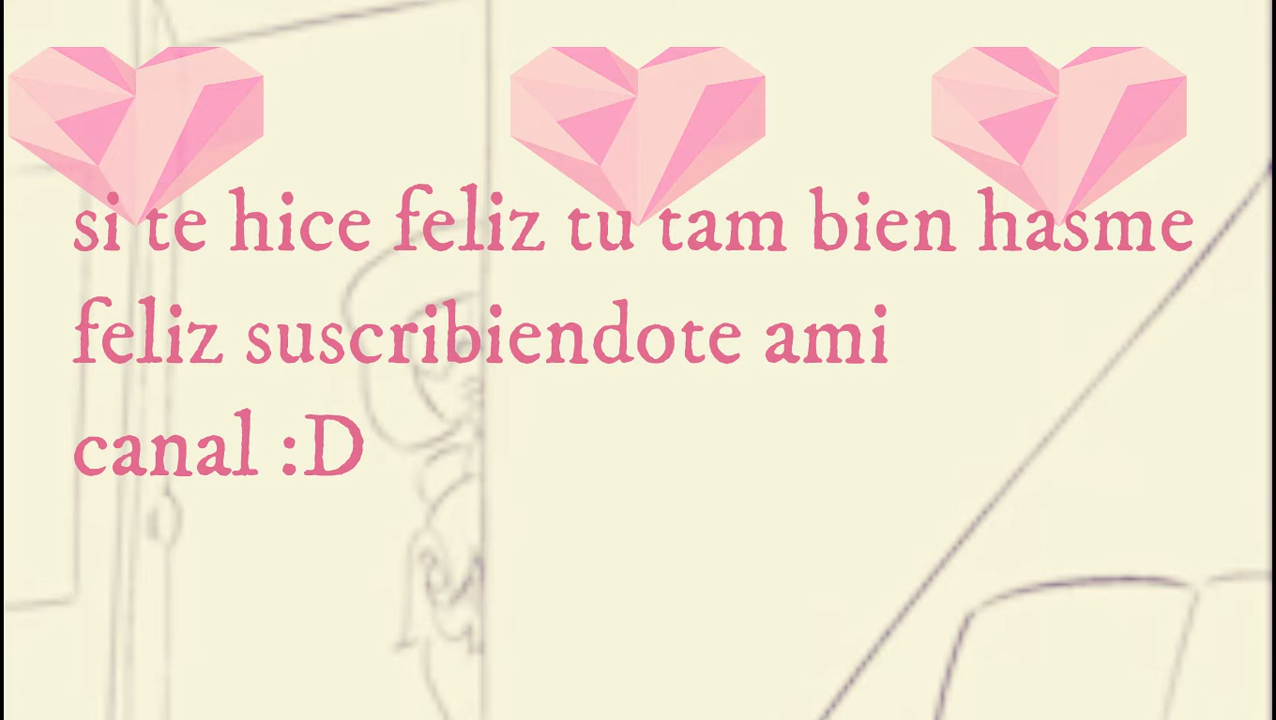 si te hice feliz tu tam bien hasme
feliz suscribiendote ami
canal :D